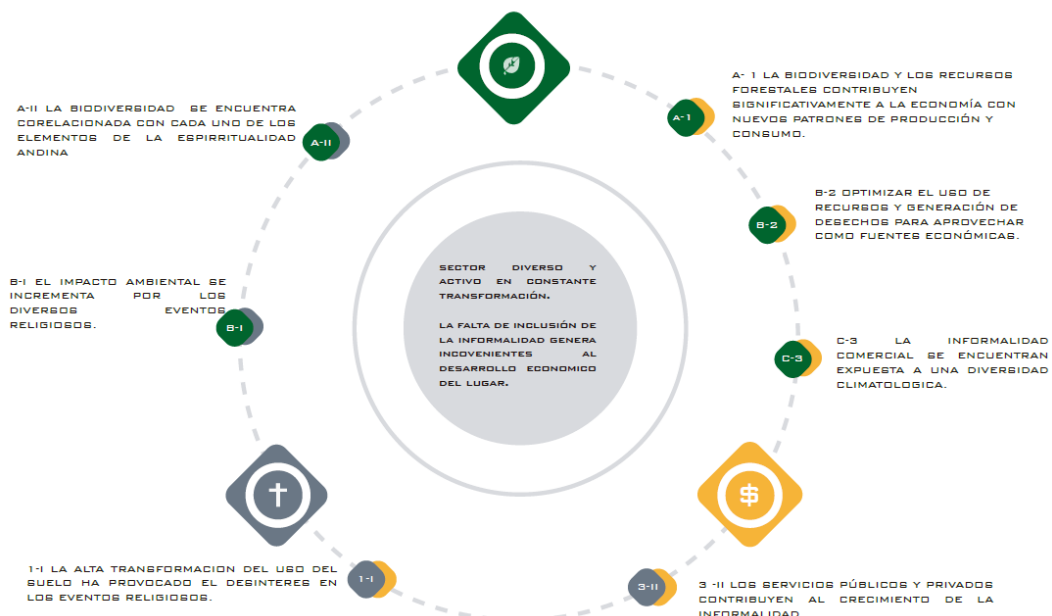 A-II LA BIODIVERSIDAD SE ENCUENTRA
CORELACIONADA CON CADA UNO DE LOS
ELEMENTOS DE LA ESPIRRITUALIDAD
ANDINA
A-II
A- 1 LA BIODIVERSIDAD Y LOS RECURSOS
FORESTALES CONTRIBUYEN
SIGNIFICATIVAMENTE A LA ECONOMÍA CON
NUEVOS PATRONES DE PRODUCCIÓN Y
CONSUMO.
A-1
B-2 OPTIMIZAR EL USO DE
RECURSOS Y GENERACIÓN DE
DESECHOS PARA APROVECHAR
COMO FUENTES ECONÓMICAS.
B-2
B-I EL IMPACTO AMBIENTAL SE
INCREMENTA POR LOS
DIVERSOS EVENTOS
RELIGIOSOS.
B-I
SECTOR DIVERSO Y
ACTIVO EN CONSTANTE
TRANSFORMACIÓN.
LA FALTA DE INCLUSIÓN DE
LA INFORMALIDAD GENERA
INCOVENIENTES AL
DESARROLLO ECONOMICO
DEL LUGAR.
C-3 LA INFORMALIDAD
COMERCIAL SE ENCUENTRAN
EXPUESTA A UNA DIVERSIDAD
CLIMATOLOGICA.
C-3
$
1-I LA ALTA TRANSFORMACION DEL USO DEL
SUELO HA PROVOCADO EL DESINTERES EN
LOS EVENTOS RELIGIOSOS.
1-I
3-II
3 -II LOS SERVICIOS PÚBLICOS Y PRIVADOS
CONTRIBUYEN AL CRECIMIENTO DE LA
INFORMALIDAD